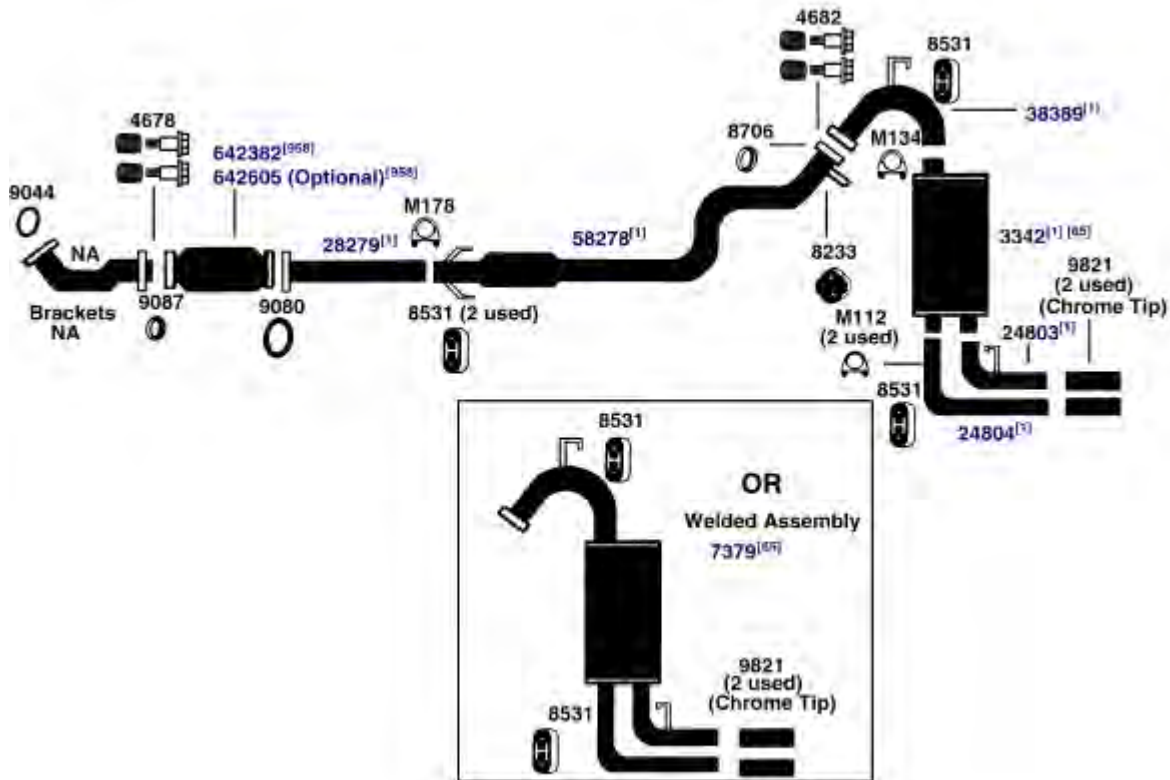 4682
8531
4678
38389[1]
8706
M134
642382[958]
642605 (Optional)[958]
9044
M178
NA
28279[1]
58278[1]
8233
3342[1] [65]
9821
(2 used)
(Chrome Tip)
9087
9080
Brackets
NA
8531 (2 used)
M112
(2 used)
24803[1]
8531
24804[1]
8531
OR
Welded Assembly
7379[65]
9821
(2 used)
(Chrome Tip)
8531